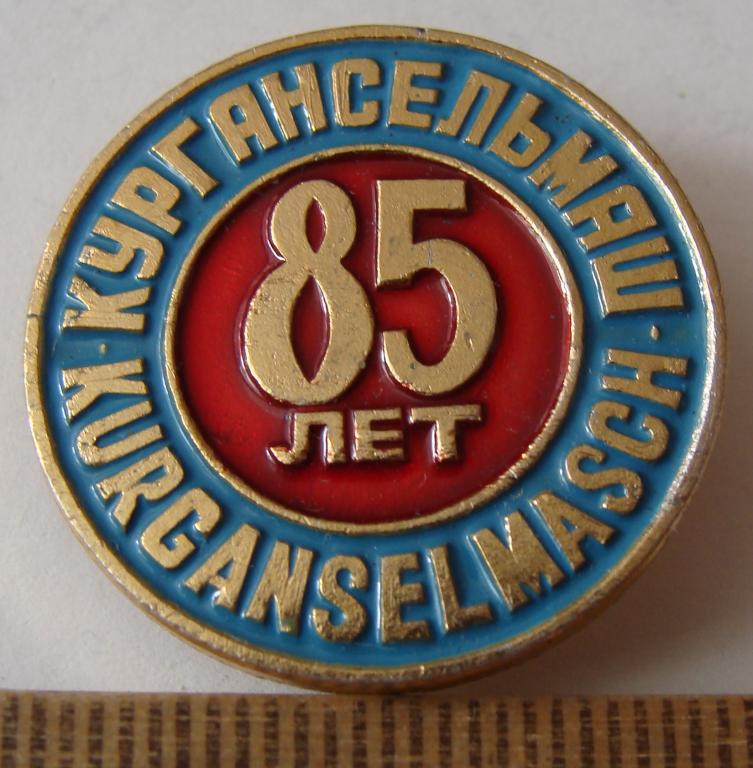 КУРГАНСЕЛЬМАШ
85
ЛЕТ
KURGANSELMASCH